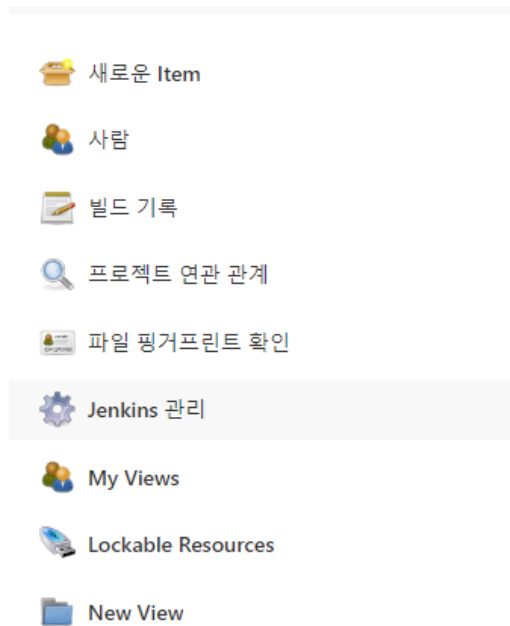 새로운 Item
사람
빌드 기록
프로젝트 연관 관계
파일 핑거프린트 확인
Jenkins 관리
My Views
Lockable Resources
New View